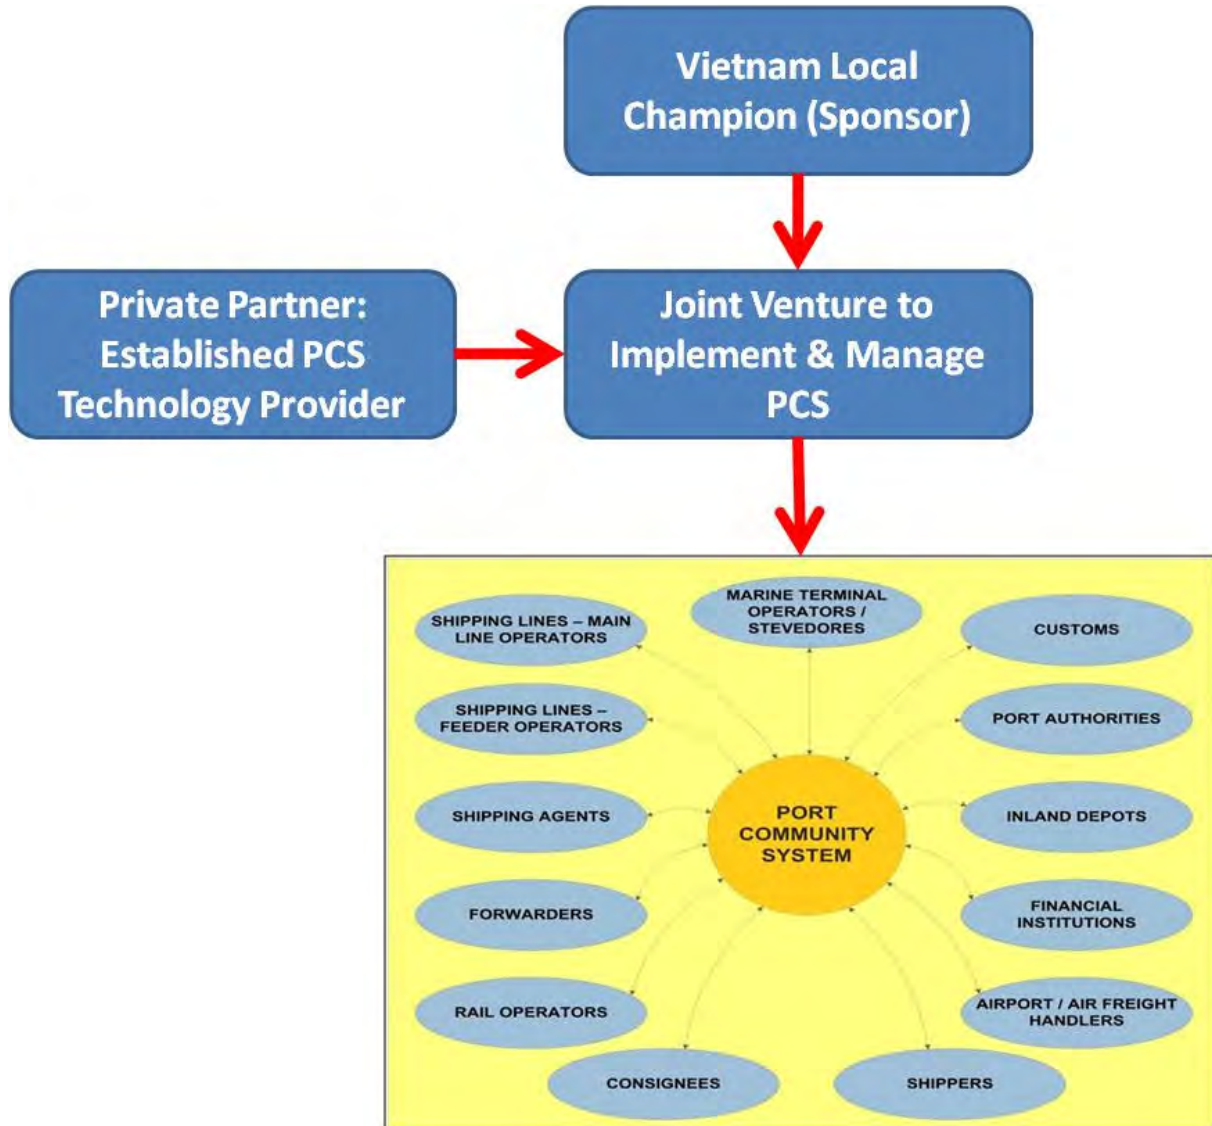 Vietnam Local
Champion (Sponsor)
Private Partner:
Established PCS
Technology Provider
Joint Venture to
Implement & Manage
PCS
MARINE TERMINAL
OPERATORS /
STEVEDORES
SHIPPING LINES – MAIN
LINE OPERATORS
CUSTOMS
SHIPPING LINES –
FEEDER OPERATORS
PORT AUTHORITIES
SHIPPING AGENTS
PORT
COMMUNITY
SYSTEM
INLAND DEPOTS
FORWARDERS
FINANCIAL
INSTITUTIONS
RAIL OPERATORS
AIRPORT / AIR FREIGHT
HANDLERS
CONSIGNEES
SHIPPERS